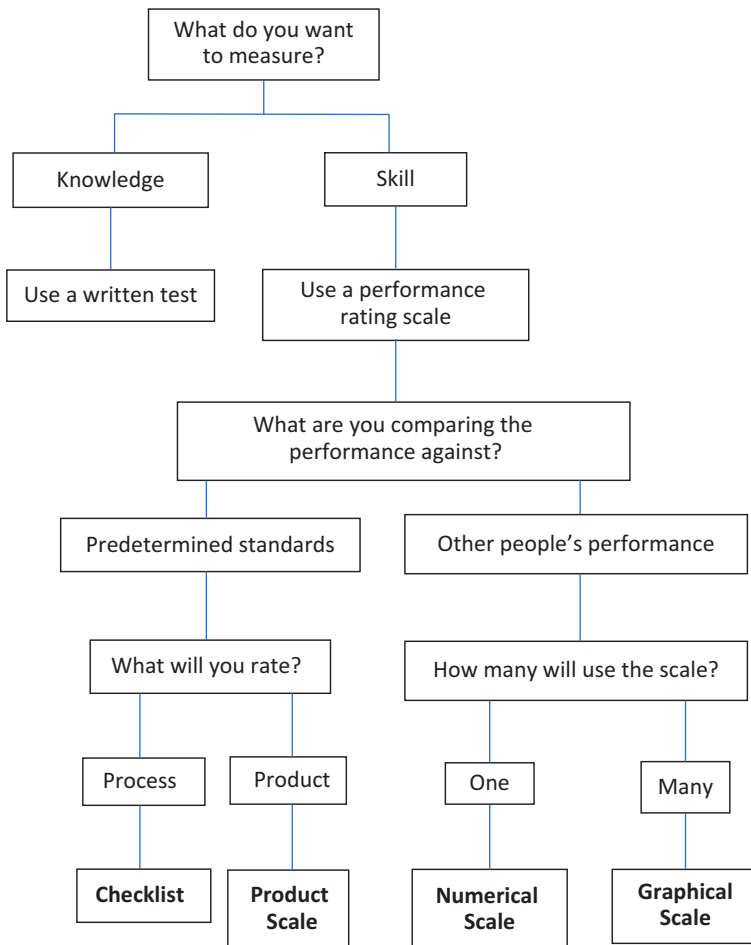 What do you want
to measure?
Knowledge
Skill
Use a written test
Use a performance
rating scale
What are you comparing the
performance against?
Predetermined standards
Other people’s performance
What will you rate?
How many will use the scale?
Process
Product
One
Many
Checklist
Product
Scale
Numerical
Scale
Graphical
Scale